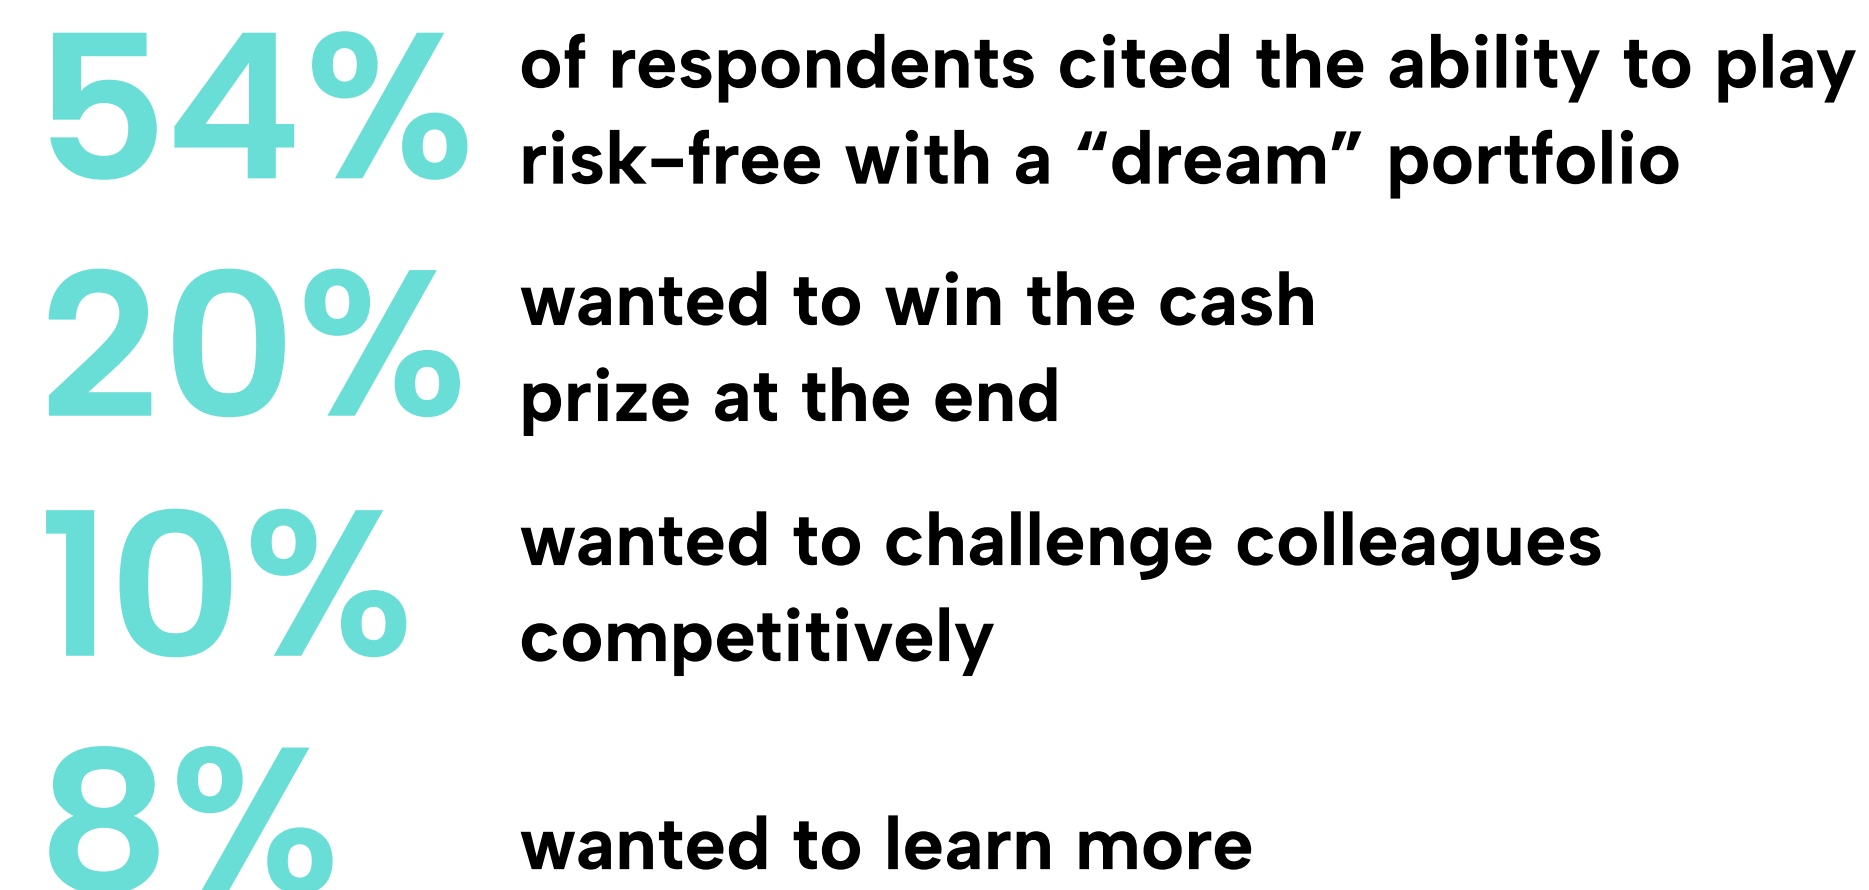 54% of respondents cited the ability to play
risk-free with a “dream” portfolio
20% wanted to win the cash
prize at the end
10% wanted to challenge colleagues
competitively
8% wanted to learn more